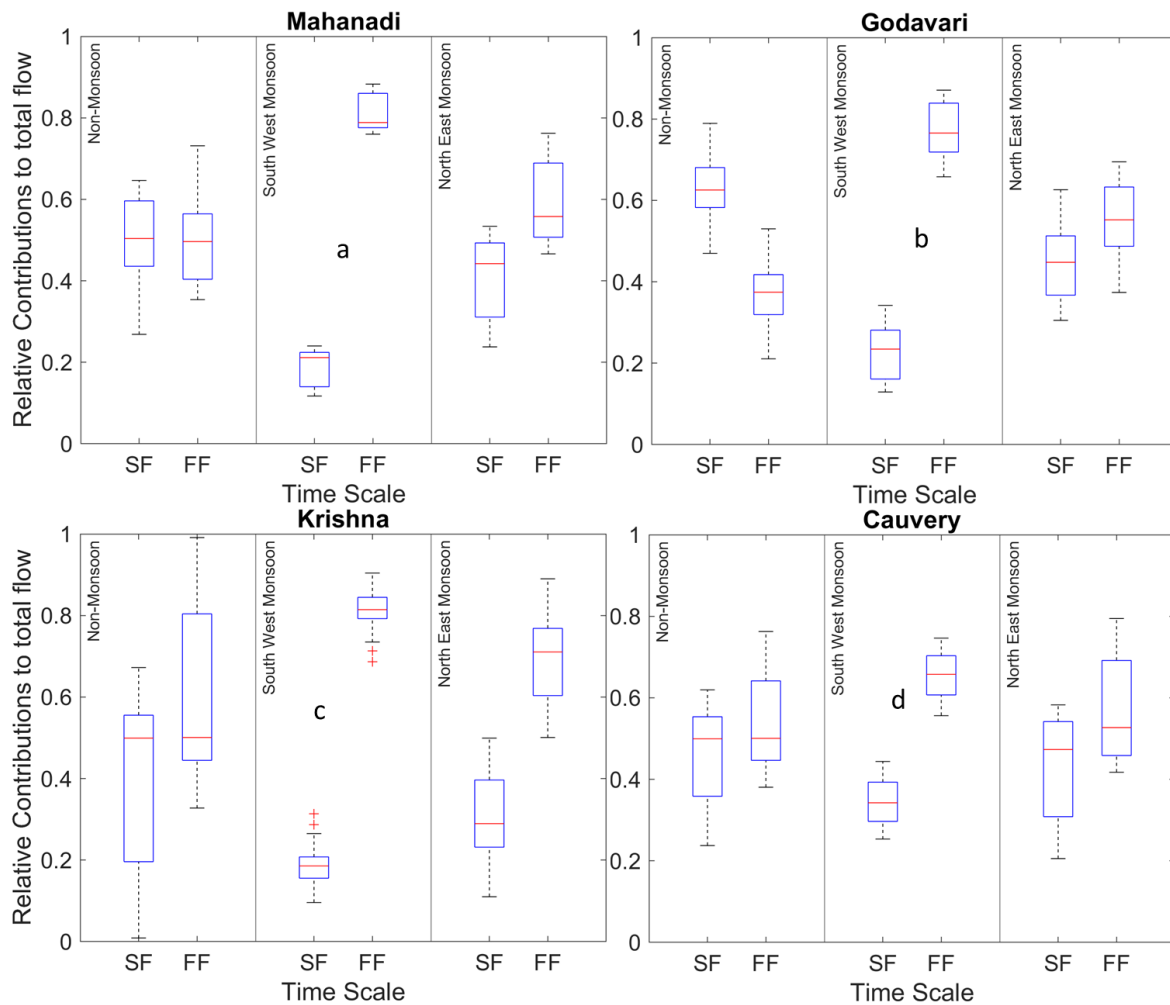 Mahanadi
Relative Contributions to total flow
1
0.8
0.6
0.4
0.2
0
Non-Monsoon
South West Monsoon
North East Monsoon
a
SF FF SF FF SF FF
Time Scale
Godavari
1
0.8
0.6
0.4
0.2
0
Non-Monsoon
South West Monsoon
North East Monsoon
b
SF FF SF FF SF FF
Time Scale
Krishna
Relative Contributions to total flow
1
0.8
0.6
0.4
0.2
0
Non-Monsoon
South West Monsoon
North East Monsoon
c
SF FF SF FF SF FF
Time Scale
Cauvery
1
0.8
0.6
0.4
0.2
0
Non-Monsoon
South West Monsoon
North East Monsoon
d
SF FF SF FF SF FF
Time Scale